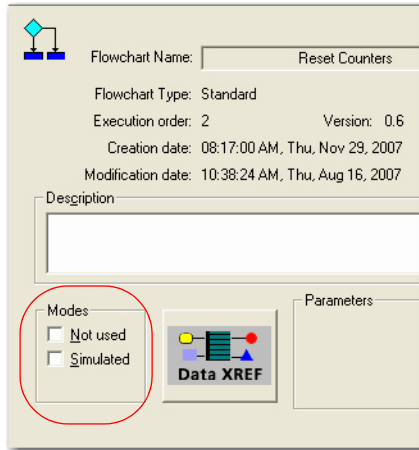 Flowchart Name: Reset Counters
Flowchart Type: Standard
Execution order: 2 Version: 0.6
Creation date: 08:17:00 AM, Thu, Nov 29, 2007
Modification date: 10:38:24 AM, Thu, Aug 16, 2007
Description
Modes
Not used
Simulated
Data XREF
Parameters